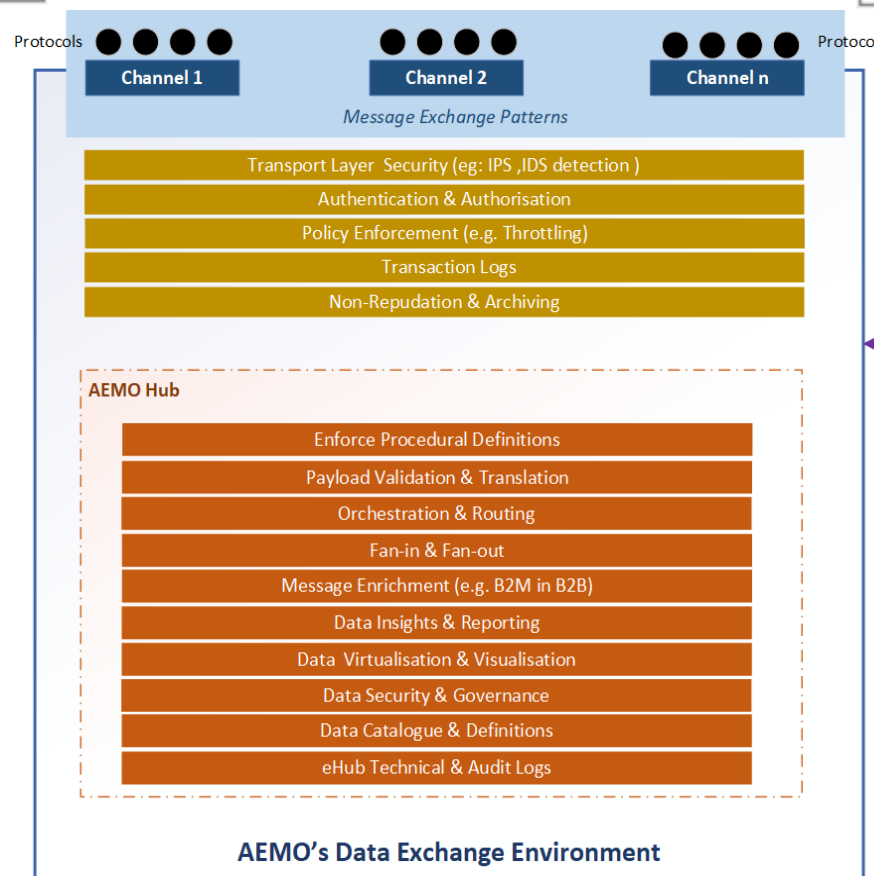 Protocols
Protoco
Channel 1
Channel 2
Channel n
Message Exchange Patterns
Transport Layer Security (eg: IPS ,IDS detection )
Authentication & Authorisation
Policy Enforcement (e.g. Throttling)
Transaction Logs
Non-Repudation & Archiving
AEMO Hub
Enforce Procedural Definitions
Payload Validation & Translation
Orchestration & Routing
Fan-in & Fan-out
Message Enrichment (e.g. B2M in B2B)
Data Insights & Reporting
Data Virtualisation & Visualisation
Data Security & Governance
Data Catalogue & Definitions
eHub Technical & Audit Logs
AEMO’s Data Exchange Environment